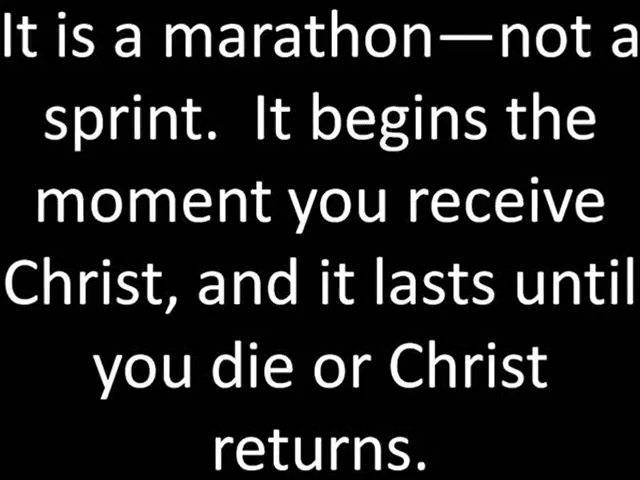 It is a marathon—not a
sprint.  It begins the
moment you receive
Christ, and it lasts until
you die or Christ
returns.